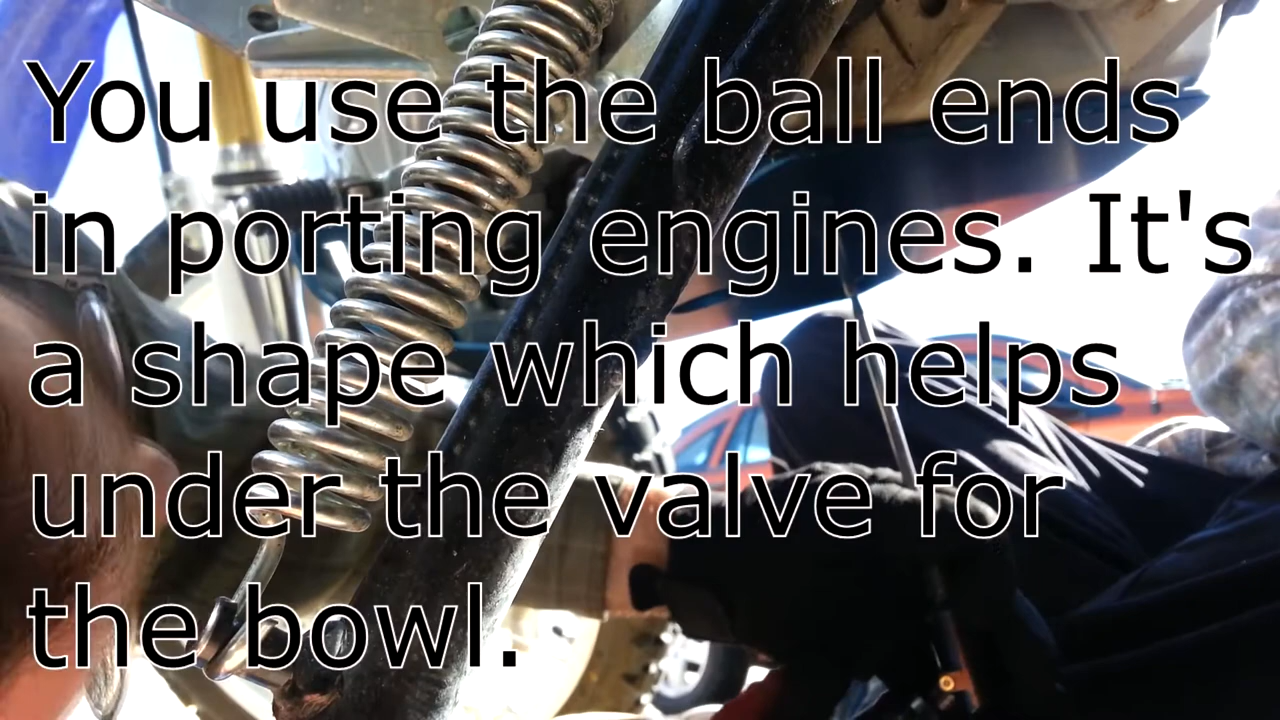 You use the ball ends
in porting engines. It's
a shape which helps
under the valve for
the bowl.